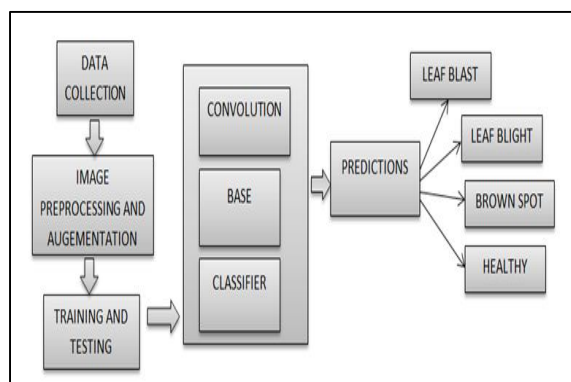 DATA
COLLECTION
IMAGE
PREPROCESSING AND
AUGEMENTATION
TRAINING AND
TESTING
CONVOLUTION
BASE
CLASSIFIER
PREDICTIONS
LEAF BLAST
LEAF BLIGHT
BROWN SPOT
HEALTHY